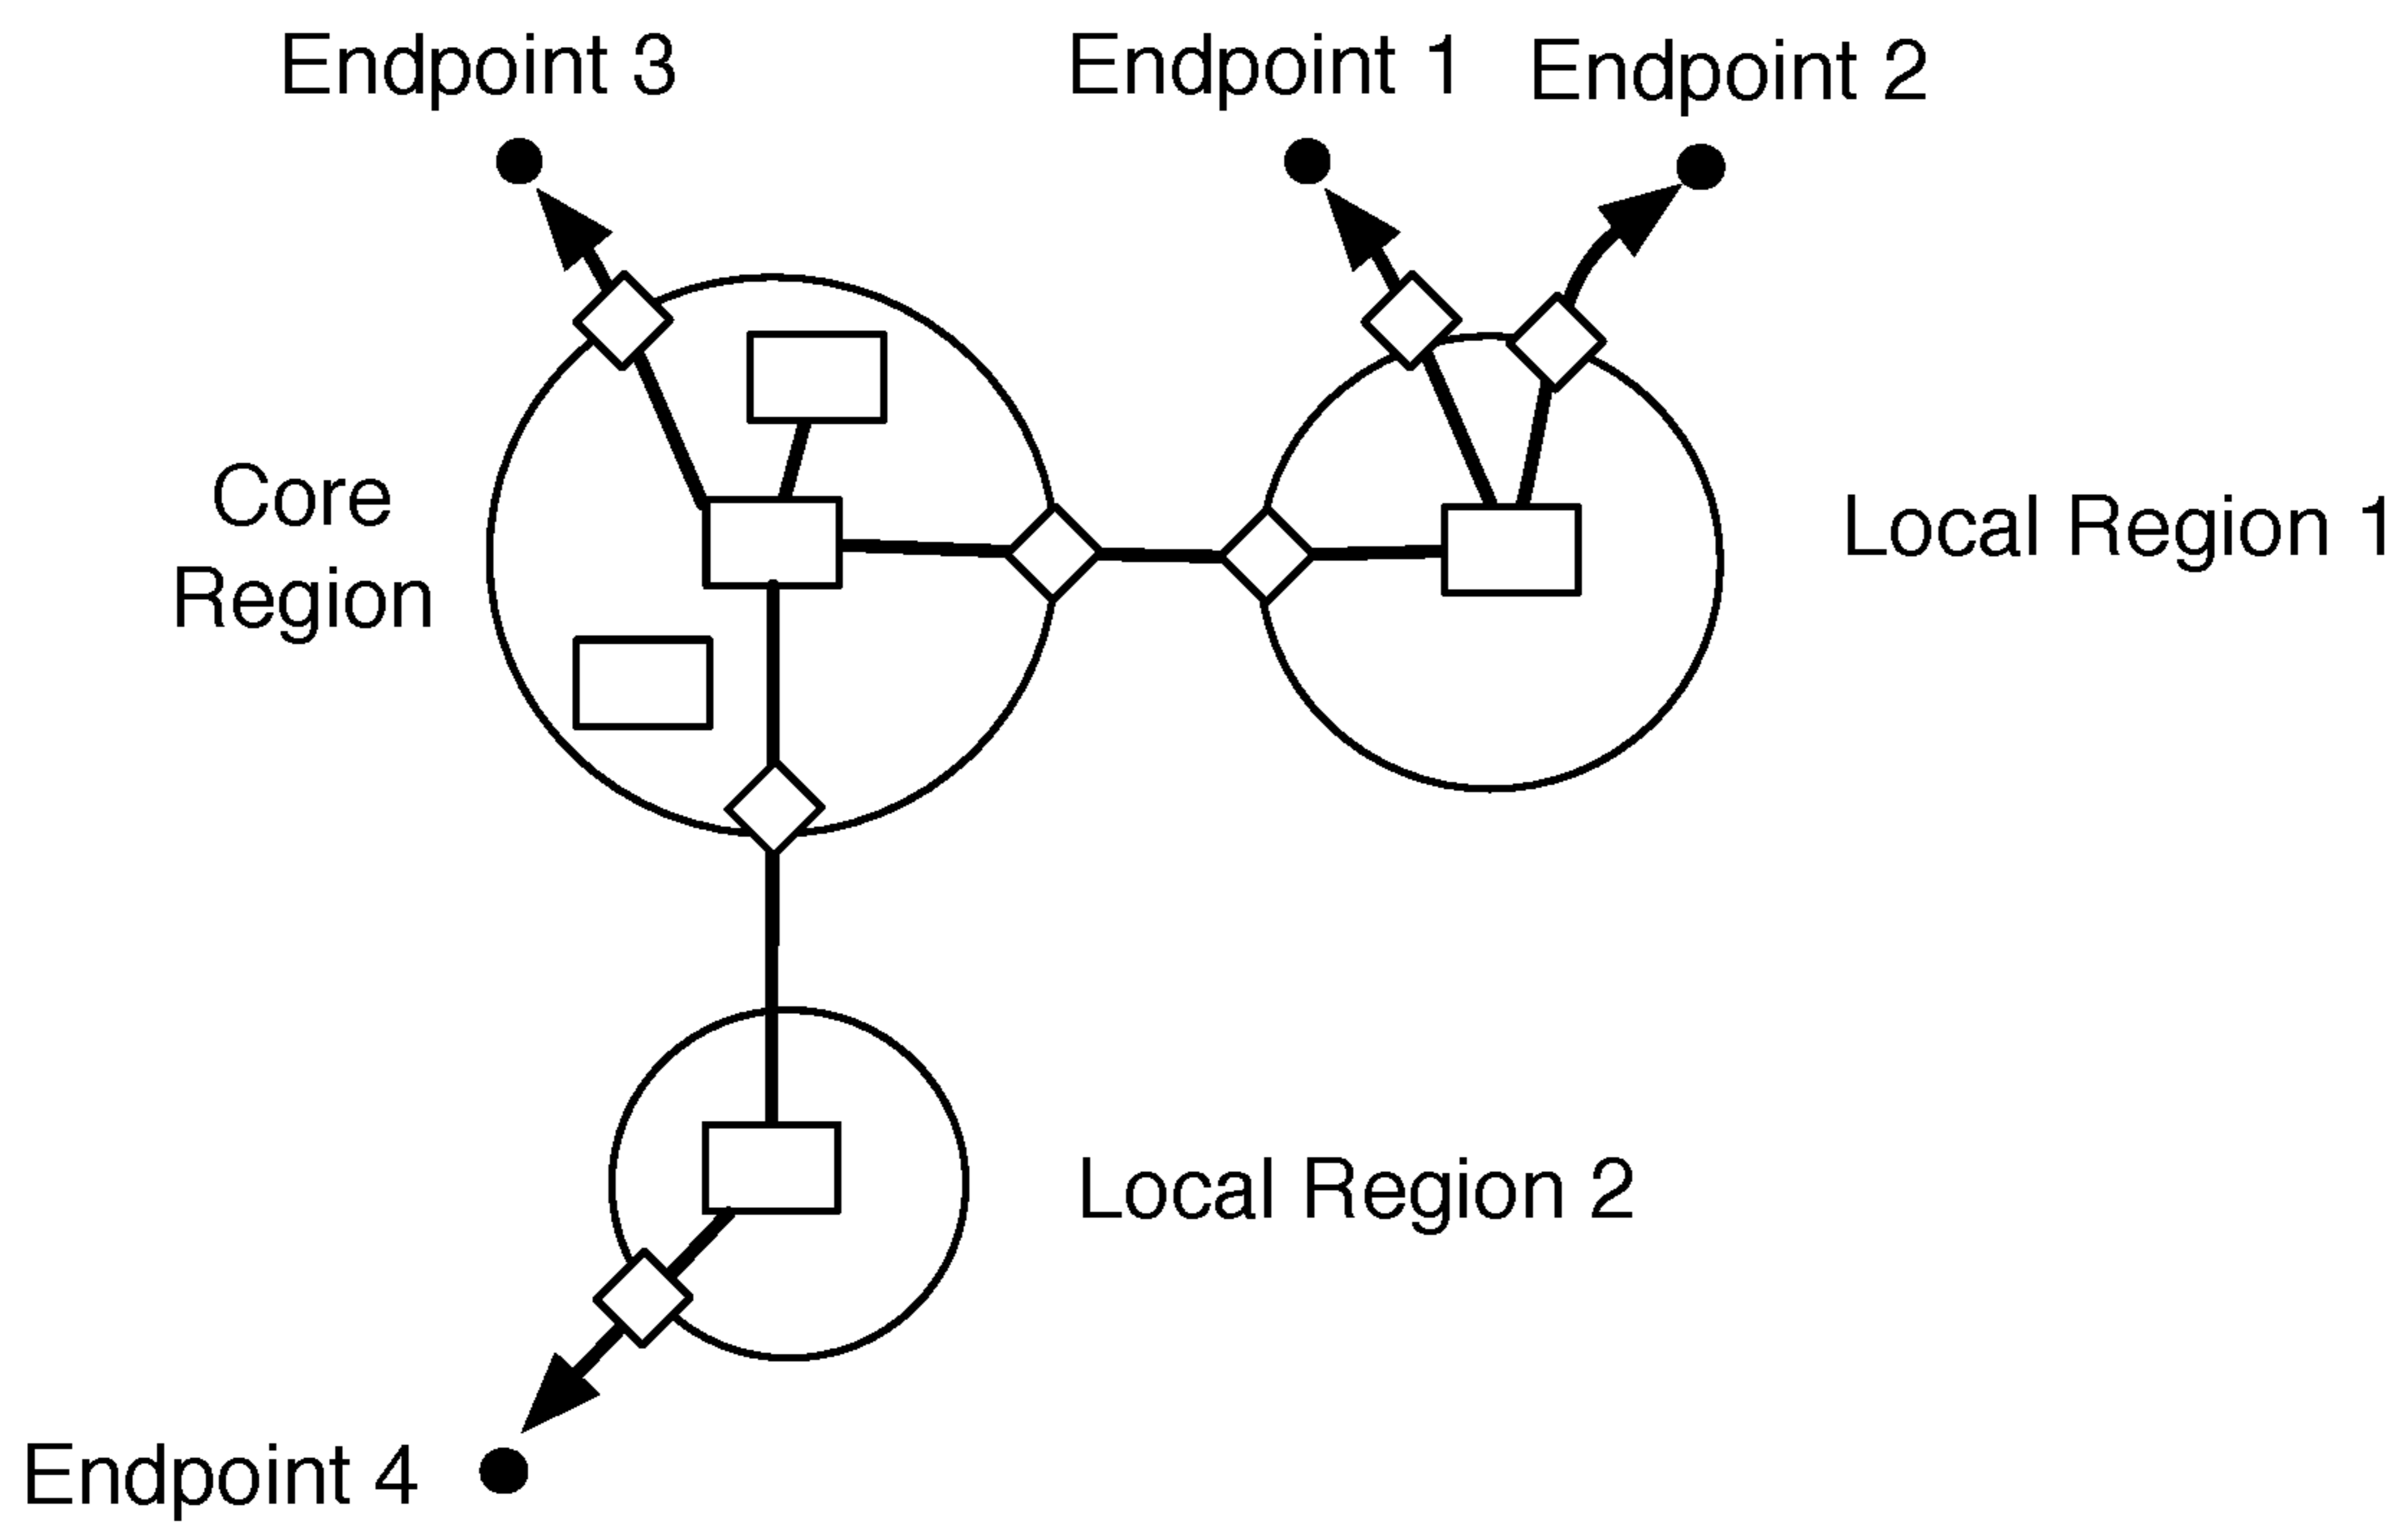 Endpoint 3
Endpoint 1
Endpoint 2
Core
Region
Local Region 1
Local Region 2
Endpoint 4